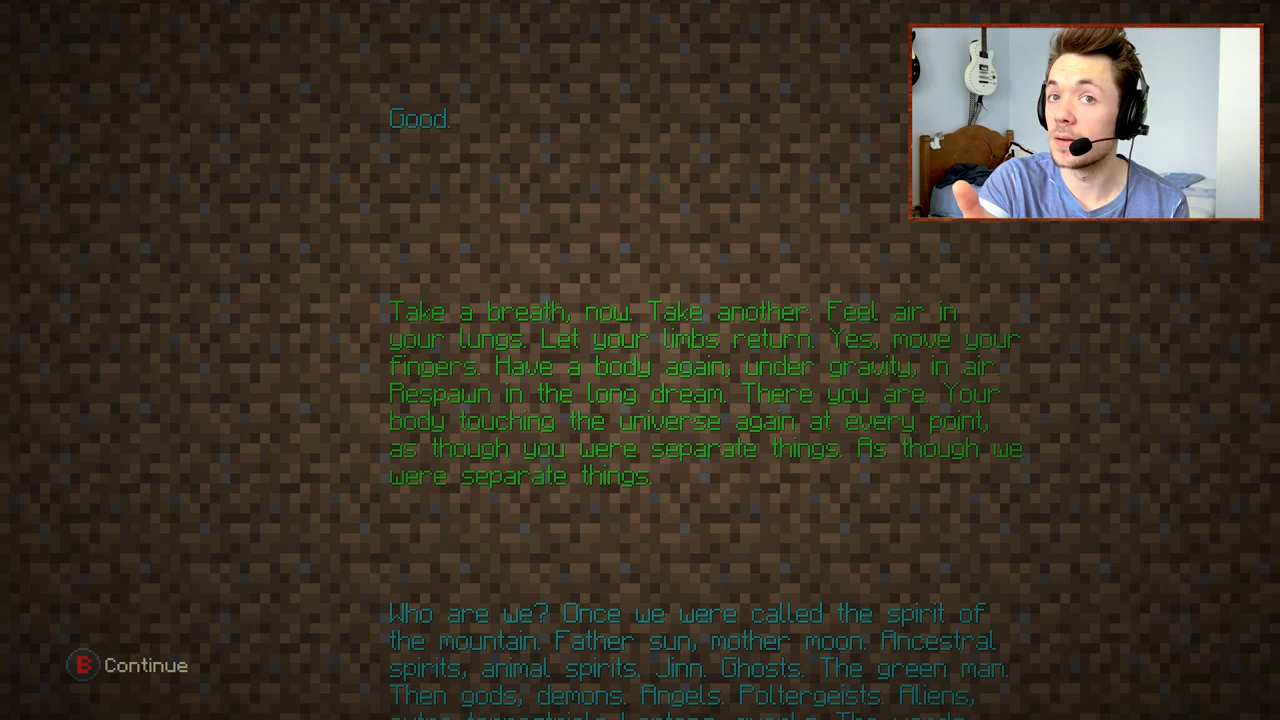 Good.
Take a breath, now. Take another. Feel air in
your lungs. Let your limbs return. Yes, move your
fingers. Have a body again, under gravity, in air.
Respawn in the long dream. There you are. Your
body touching the universe again at every point,
as though you were separate things. As though we
were separate things.
Who are we? Once we were called the spirit of
the mountain. Father sun, mother moon. Ancestral
spirits, animal spirits. Jinn. Ghosts. The green man.
Then gods, demons. Angels. Poltergeists. Aliens,
B Continue